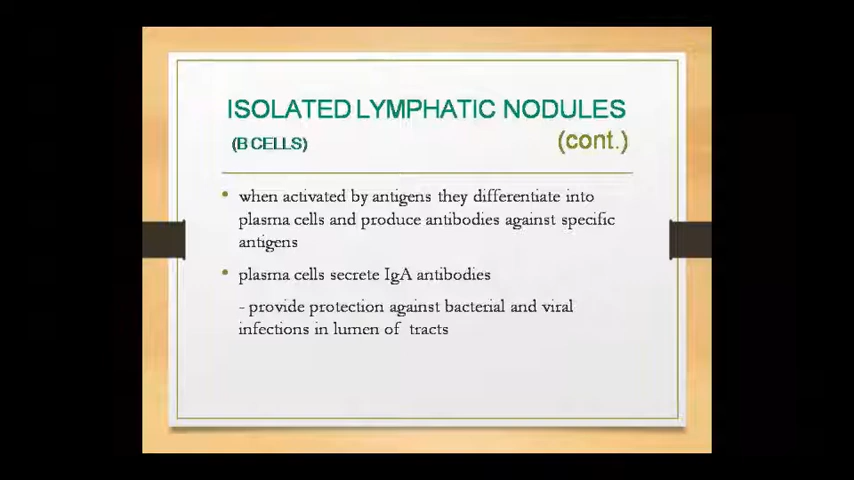 ISOLATED LYMPHATIC NODULES
(B CELLS) (cont.)
• when activated by antigens they differentiate into
plasma cells and produce antibodies against specific
antigens
• plasma cells secrete IgA antibodies
- provide protection against bacterial and viral
infections in lumen of tracts